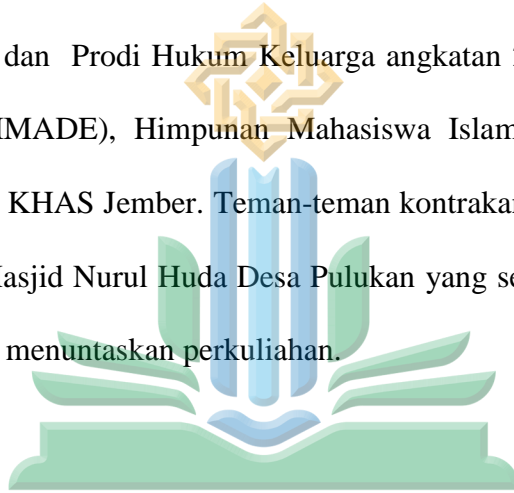 dan Prodi Hukum Keluarga angkatan
IMADE), Himpunan Mahasiswa Islam
KHAS Jember. Teman-teman kontrakan
Masjid Nurul Huda Desa Pulukan yang se
menuntaskan perkuliahan.